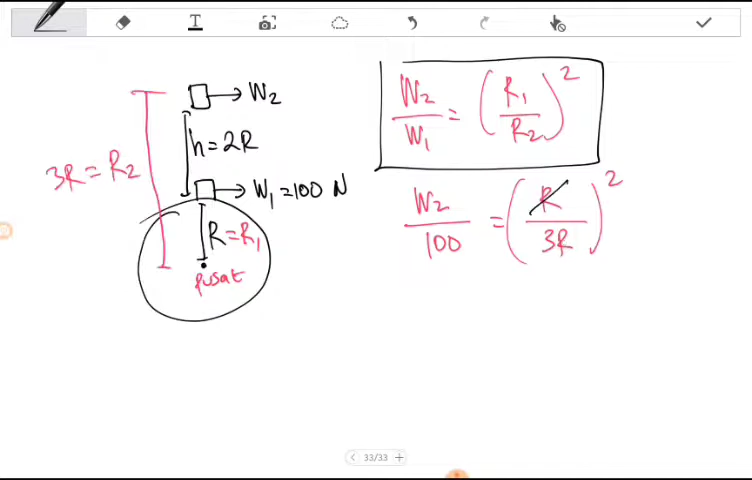 T
W2
h=2R
3R=R2
W1=100 N
R=R1
pusat
W2/W1=(R1/R2)²
W2/100=(R/3R)²
33/33